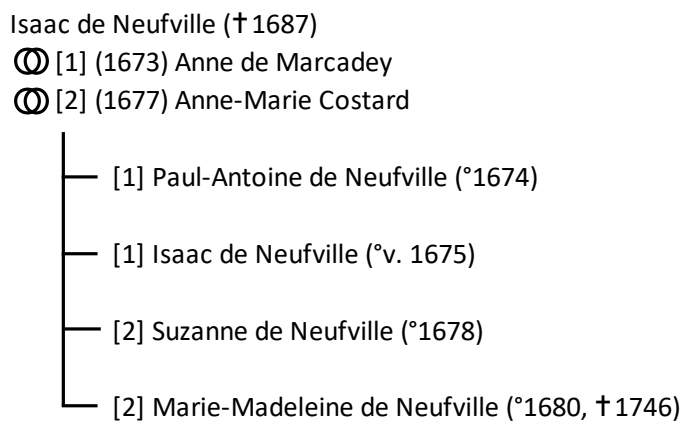 Isaac de Neufville (✝1687)
⚭ [1] (1673) Anne de Marcadey
⚭ [2] (1677) Anne-Marie Costard
[1] Paul-Antoine de Neufville (°1674)
[1] Isaac de Neufville (°v. 1675)
[2] Suzanne de Neufville (°1678)
[2] Marie-Madeleine de Neufville (°1680, ✝1746)